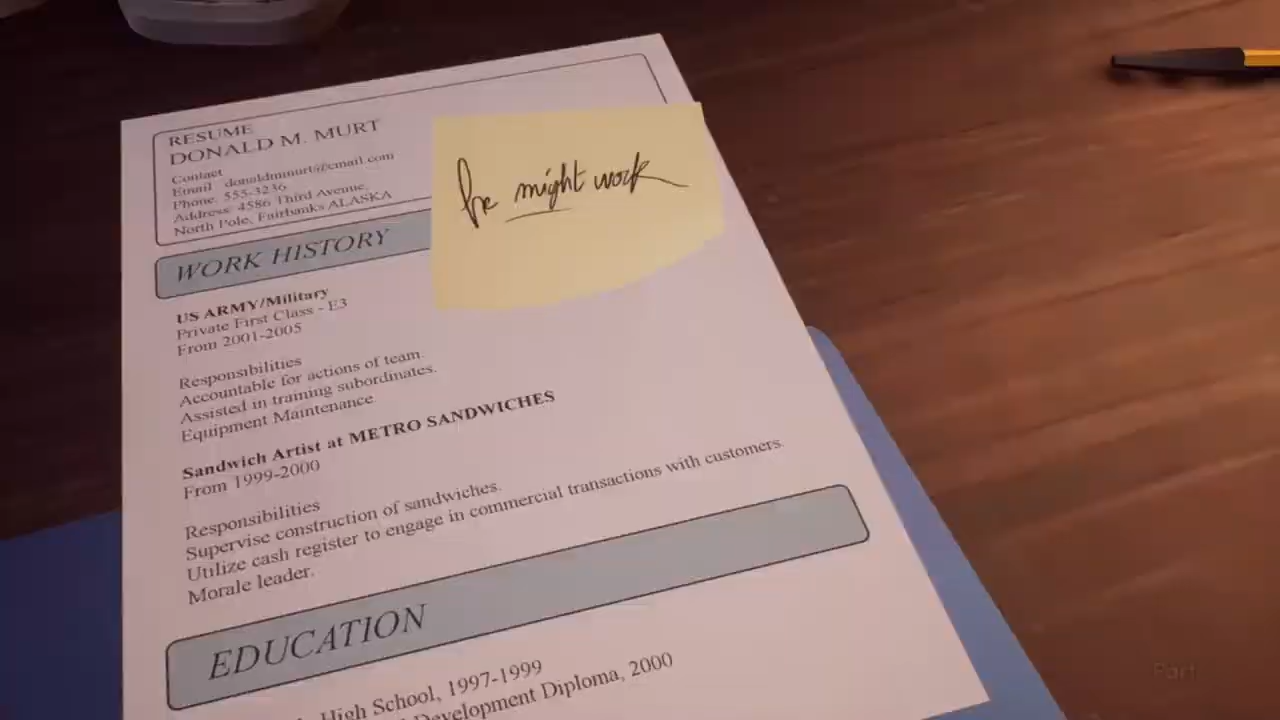 RESUME
DONALD M. MURT
Contact
Email donaldmmurt@email.com
Phone: 555-3236
Address: 4586 Third Avenue,
North Pole, Fairbanks ALASKA
he might work
WORK HISTORY
US ARMY/Military
Private First Class - E3
From 2001-2005
Responsibilities
Accountable for actions of team.
Assisted in training subordinates.
Equipment Maintenance
Sandwich Artist at METRO SANDWICHES
From 1999-2000
Responsibilities
Supervise construction of sandwiches.
Utilize cash register to engage in commercial transactions with customers.
Morale leader.
EDUCATION
High School, 1997-1999
Development Diploma, 2000
Part